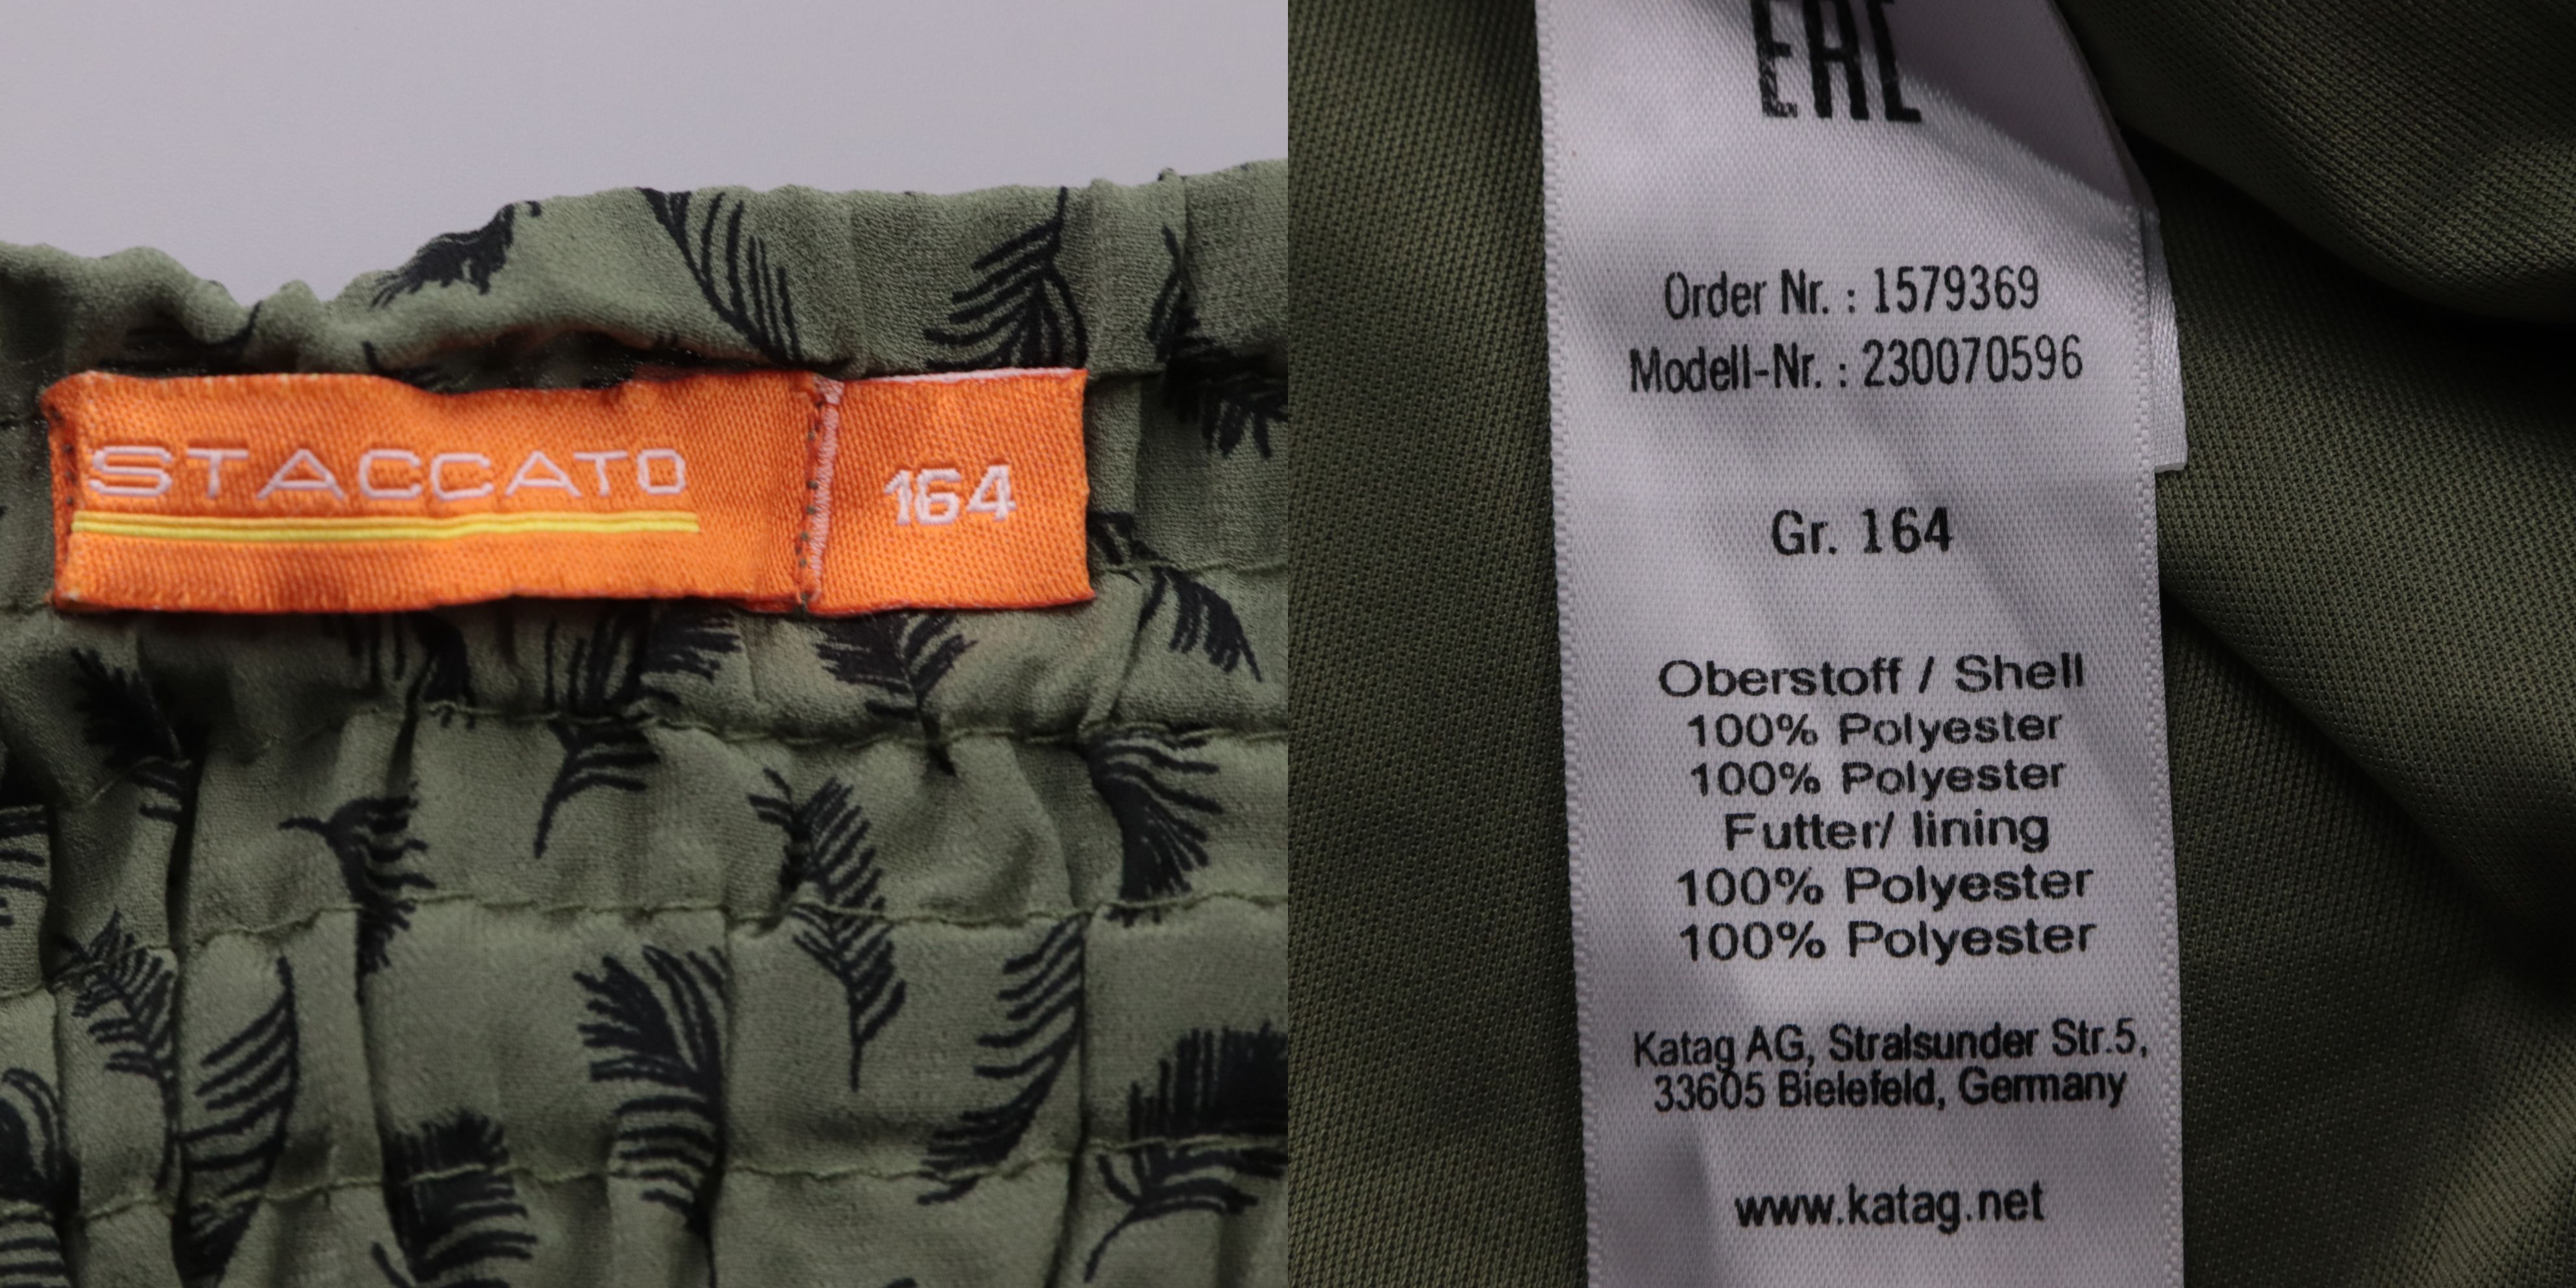 STACCATO
164
EAC
Order Nr. : 1579369
Modell-Nr. : 230070596
Gr. 164
Oberstoff / Shell
100% Polyester
100% Polyester
Futter/ lining
100% Polyester
100% Polyester
Katag AG, Stralsunder Str.5,
33605 Bielefeld, Germany
www.katag.net